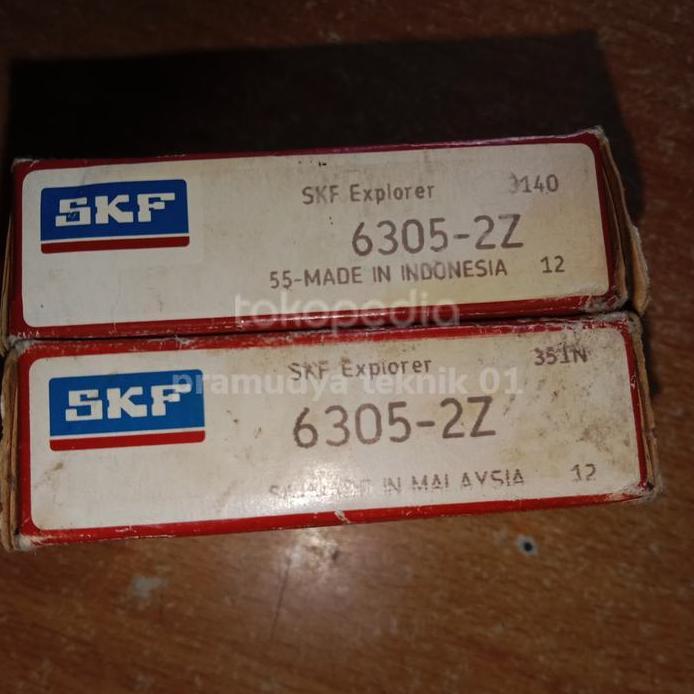 SKF
SKF Explorer
140
6305-2Z
55-MADE IN INDONESIA 12
tokopedia
SKF
SKF Explorer 351N
pramudya teknik 01
6305-2Z
IN MALAYSIA 12